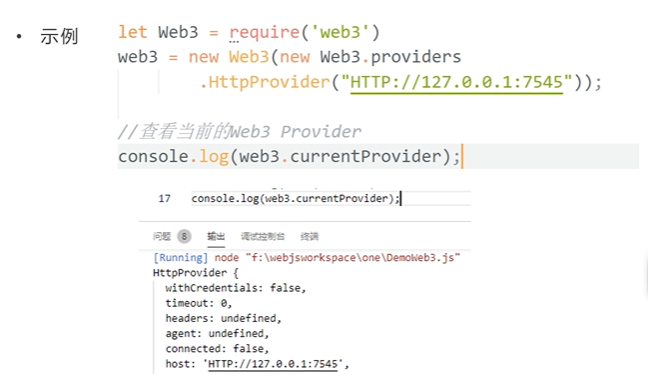 • 示例
let Web3 = require('web3')
web3 = new Web3(new Web3.providers
.HttpProvider("HTTP://127.0.0.1:7545"));
//查看当前的Web3 Provider
console.log(web3.currentProvider);
17 console.log(web3.currentProvider);
问题 8 输出 调试控制台 终端
[Running] node "f:\webjsworkspace\one\DemoWeb3.js"
HttpProvider {
withCredentials: false,
timeout: 0,
headers: undefined,
agent: undefined,
connected: false,
host: 'HTTP://127.0.0.1:7545',